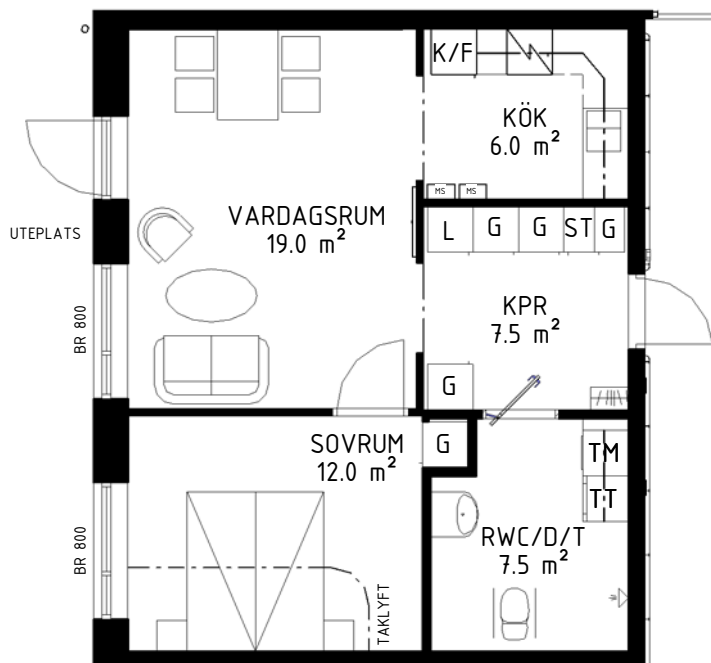 K/F
KÖK
6.0 m²
MS MS
UTEPLATS
VARDAGSRUM
19.0 m²
L G G ST G
BR 800
KPR
7.5 m²
G
SOVRUM
12.0 m²
G
TM
TT
RWC/D/T
7.5 m²
BR 800
TAKLYFT